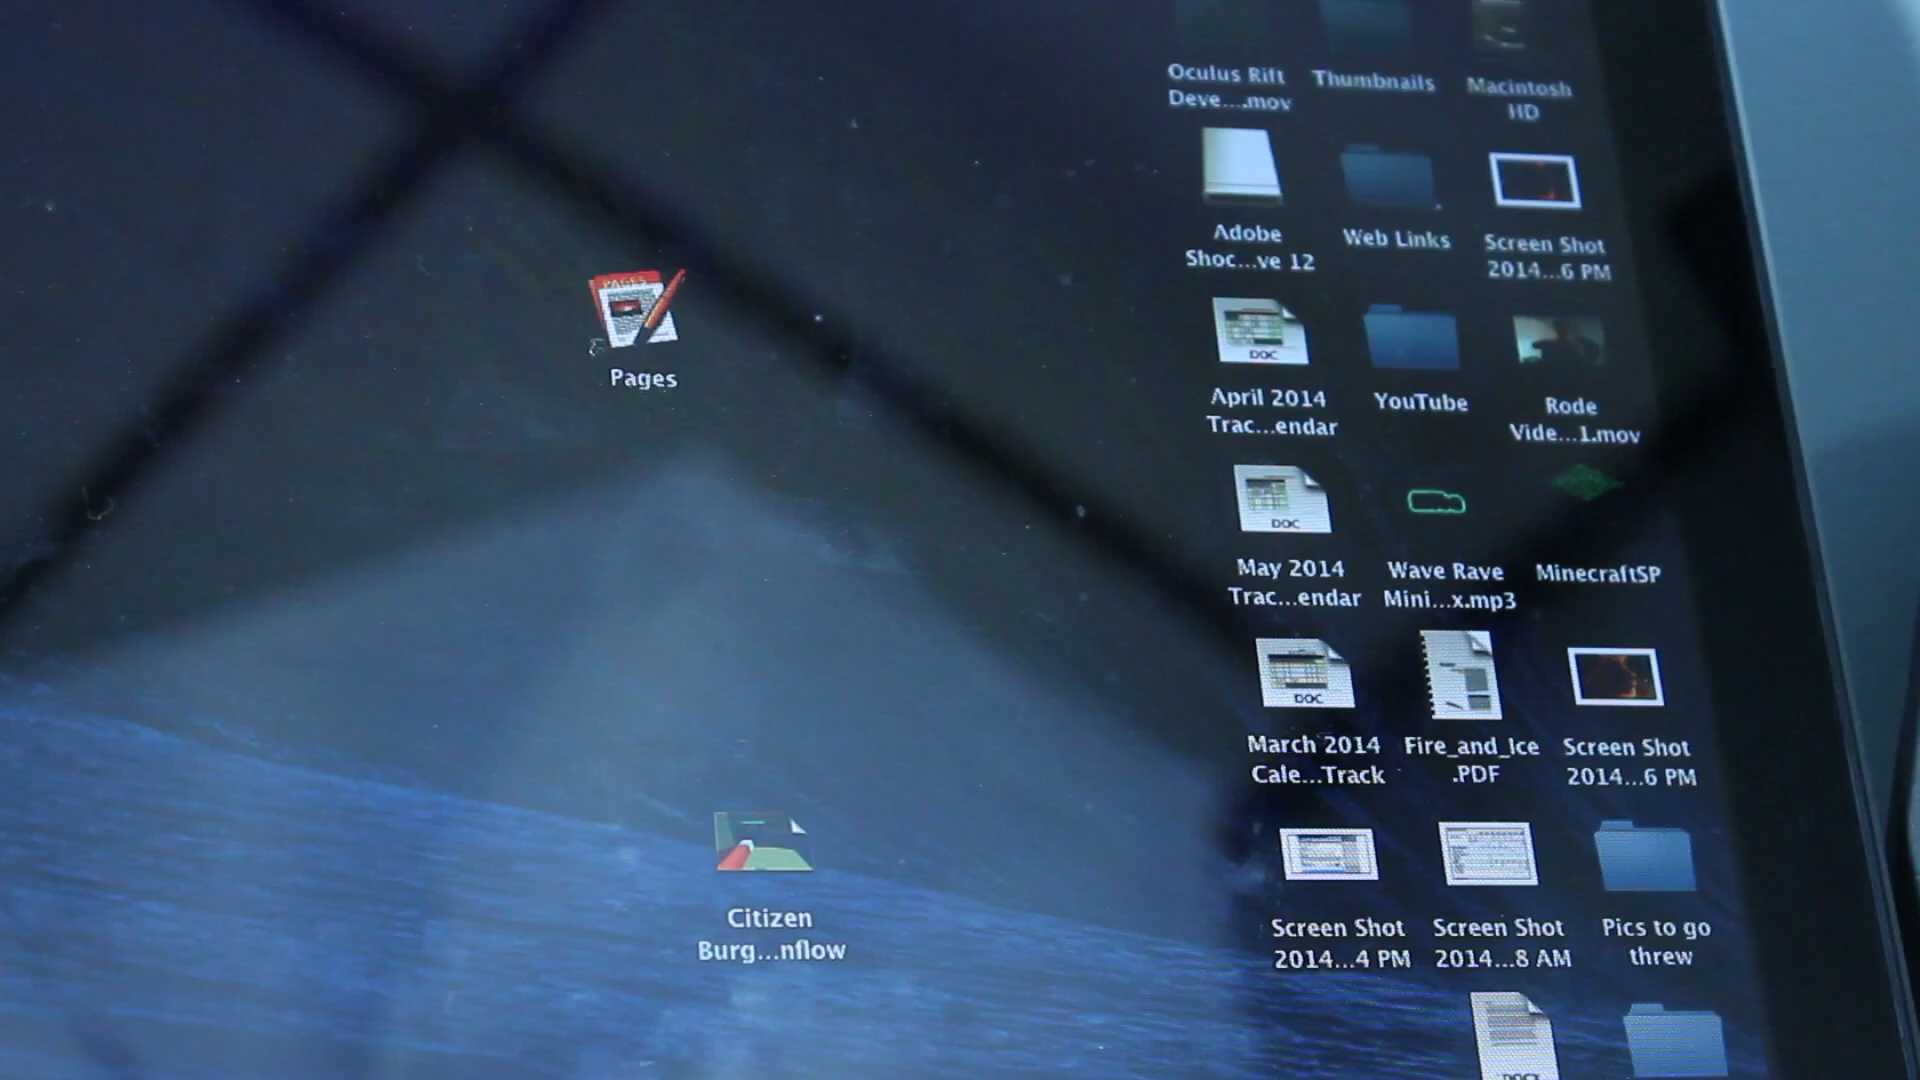 Oculus Rift
Deve....mov
Thumbnails
Macintosh
HD
Adobe
Shoc...ve 12
Web Links
Screen Shot
2014...6 PM
PAGES
Pages
DOC
April 2014
Trac...endar
YouTube
Rode
Vide...1.mov
DOC
May 2014
Trac...endar
Wave Rave
Mini...x.mp3
MinecraftSP
DOC
March 2014
Cale...Track
Fire_and_Ice
.PDF
Screen Shot
2014...6 PM
Citizen
Burg...nflow
Screen Shot
2014...4 PM
Screen Shot
2014...8 AM
Pics to go
threw
DOCX